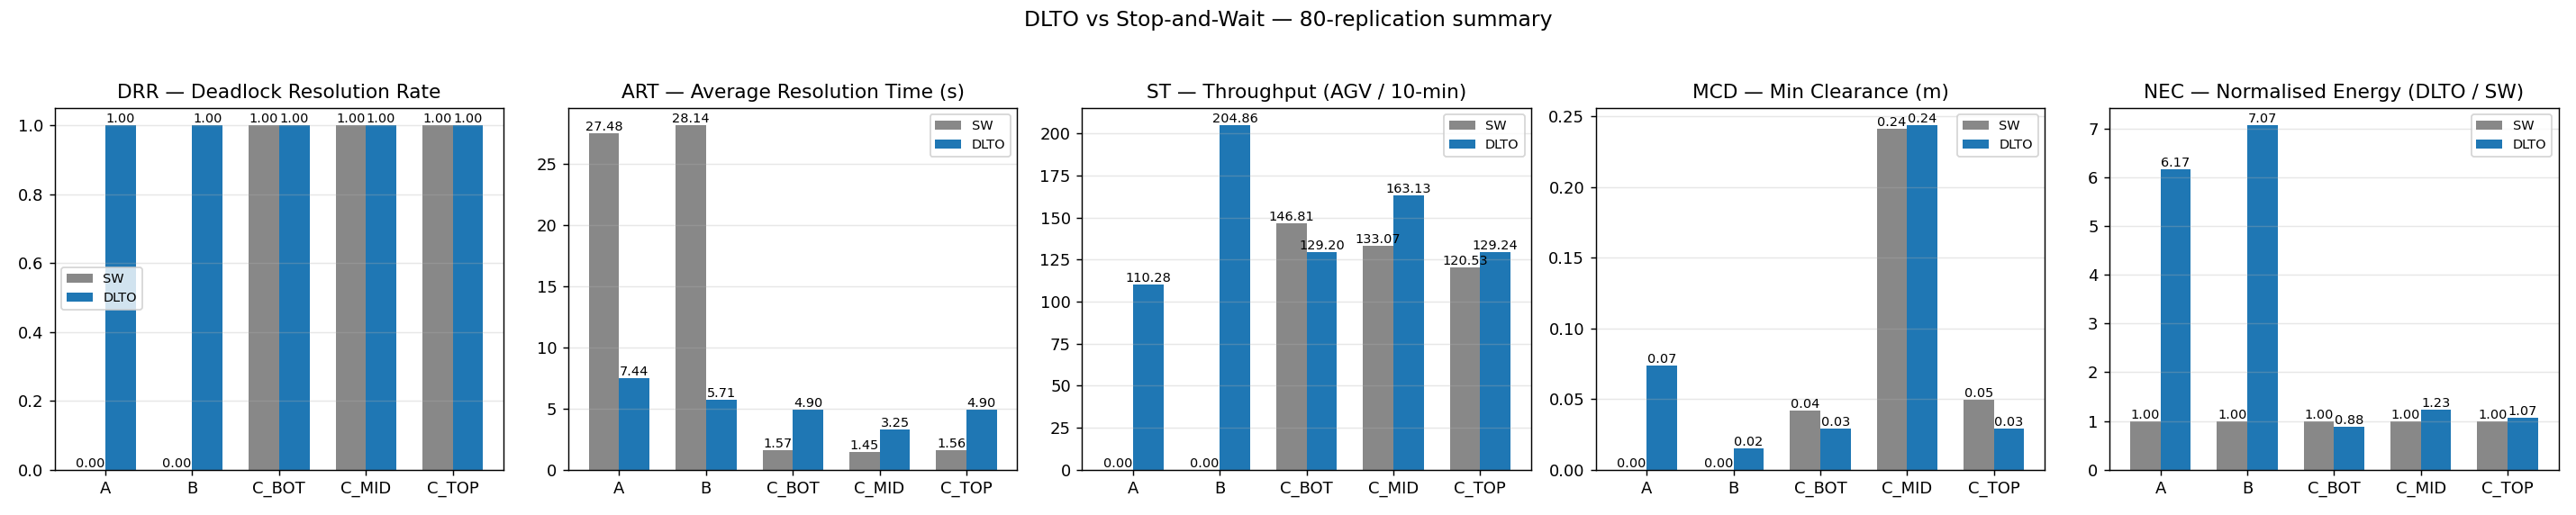 DLTO vs Stop-and-Wait — 80-replication summary
DRR — Deadlock Resolution Rate
1.0
0.8
0.6
0.4
0.2
0.0
0.00 1.00
0.00 1.00
1.00 1.00
1.00 1.00
1.00 1.00
SW
DLTO
A B C_BOT C_MID C_TOP
ART — Average Resolution Time (s)
25
20
15
10
5
0
27.48 7.44
28.14 5.71
1.57 4.90
1.45 3.25
1.56 4.90
SW
DLTO
A B C_BOT C_MID C_TOP
ST — Throughput (AGV / 10-min)
200
175
150
125
100
75
50
25
0
0.00 110.28
0.00 204.86
146.81 129.20
133.07 163.13
120.53 129.24
SW
DLTO
A B C_BOT C_MID C_TOP
MCD — Min Clearance (m)
0.25
0.20
0.15
0.10
0.05
0.00
0.00 0.07
0.00 0.02
0.04 0.03
0.24 0.24
0.05 0.03
SW
DLTO
A B C_BOT C_MID C_TOP
NEC — Normalised Energy (DLTO / SW)
7
6
5
4
3
2
1
0
1.00 6.17
1.00 7.07
1.00 0.88
1.00 1.23
1.00 1.07
SW
DLTO
A B C_BOT C_MID C_TOP